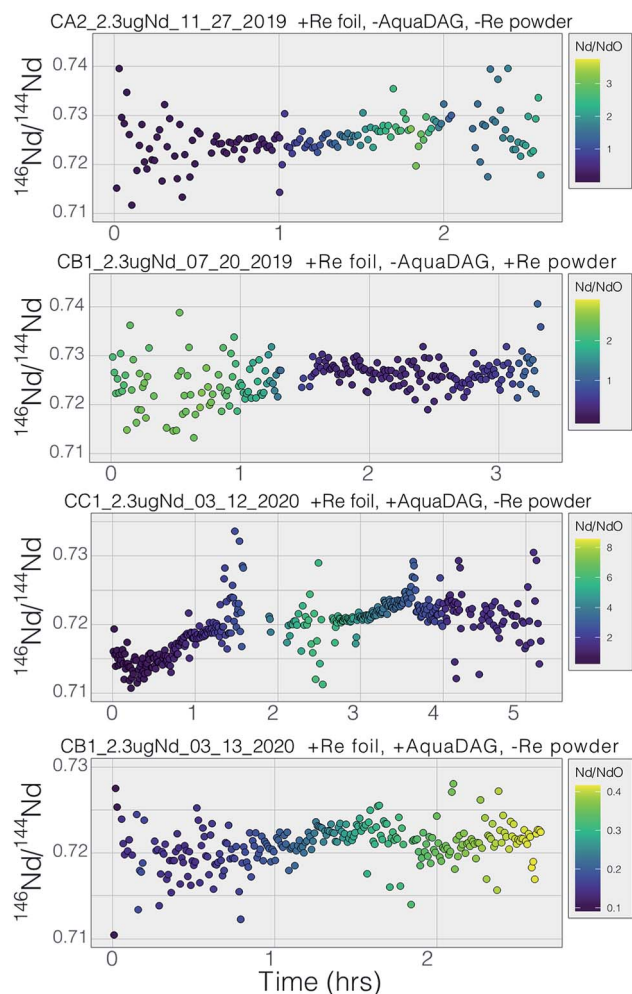 CA2_2.3ugNd_11_27_2019 +Re foil, -AquaDAG, -Re powder
Nd/NdO
0.74
3
0.73
2
0.72
1
0.71
¹⁴⁶Nd/¹⁴⁴Nd
0 1 2
CB1_2.3ugNd_07_20_2019 +Re foil, -AquaDAG, +Re powder
Nd/NdO
0.74
2
0.73
1
0.72
0.71
¹⁴⁶Nd/¹⁴⁴Nd
0 1 2 3
CC1_2.3ugNd_03_12_2020 +Re foil, +AquaDAG, -Re powder
Nd/NdO
8
0.73
6
4
0.72
2
0.71
¹⁴⁶Nd/¹⁴⁴Nd
0 1 2 3 4 5
CB1_2.3ugNd_03_13_2020 +Re foil, +AquaDAG, -Re powder
0.73
Nd/NdO
0.4
0.3
0.72
0.2
0.1
0.71
¹⁴⁶Nd/¹⁴⁴Nd
0 1 2
Time (hrs)